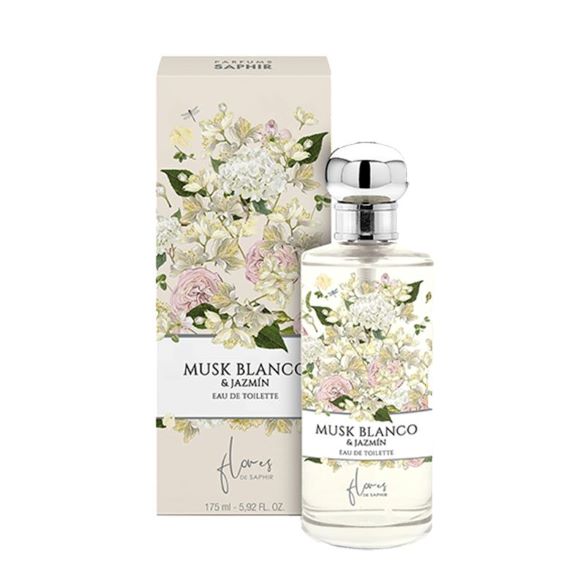 PARFUMS
SAPHIR
MUSK BLANCO
& JAZMÍN
EAU DE TOILETTE
flores
DE SAPHIR
175 ml - 5,92 FL. OZ.
MUSK BLANCO
& JAZMÍN
EAU DE TOILETTE
flores
DE SAPHIR